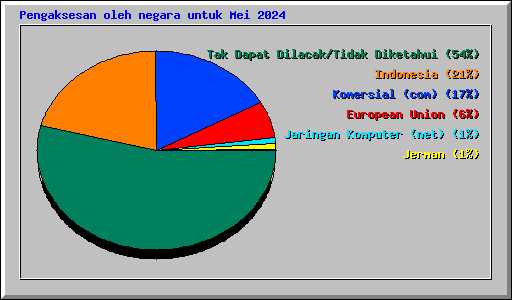 Pengaksesan oleh negara untuk Mei 2024
Tak Dapat Dilacak/Tidak Diketahui (54%)
Indonesia (21%)
Komersial (com) (17%)
European Union (6%)
Jaringan Komputer (net) (1%)
Jerman (1%)